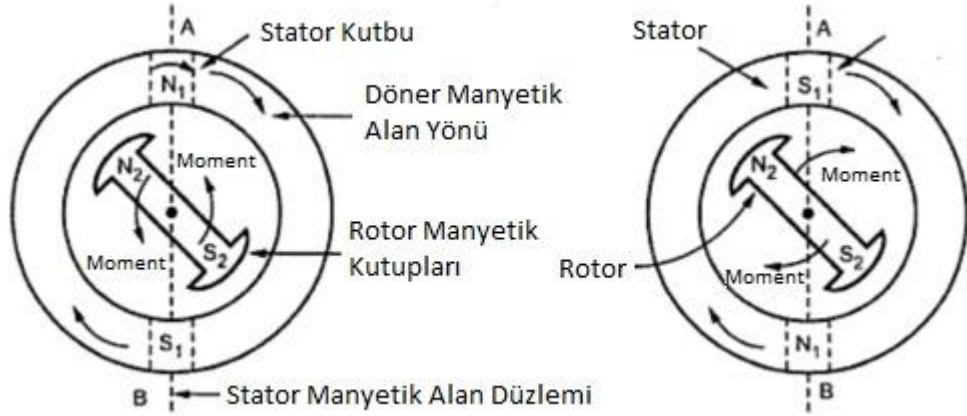 A
Stator Kutbu
N1
Döner Manyetik
Alan Yönü
N2
Moment
S2
Moment
Rotor Manyetik
Kutupları
S1
B
Stator Manyetik Alan Düzlemi
A
Stator
S1
N2
Moment
Rotor
S2
Moment
N1
B